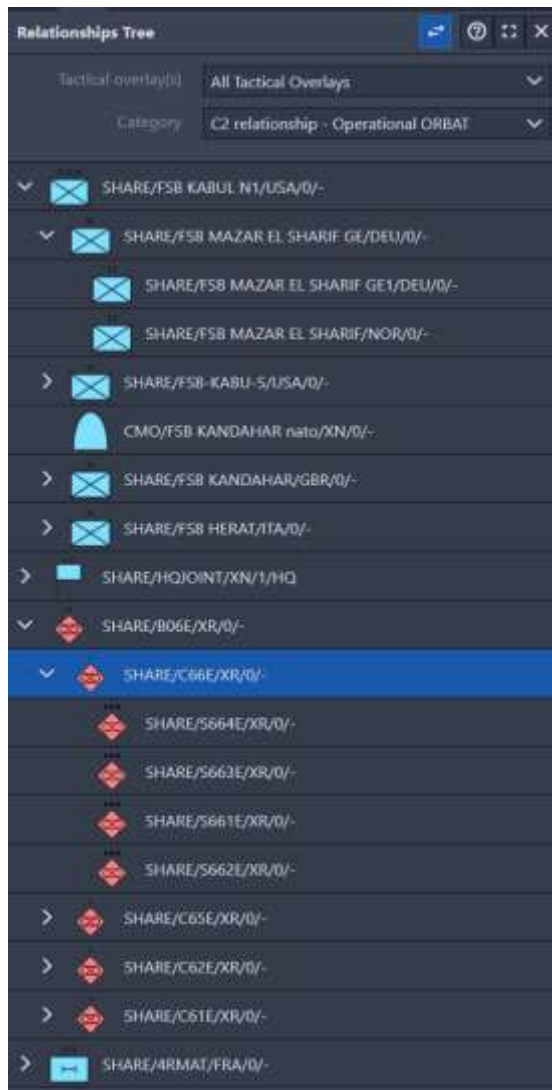 Relationships Tree
Tactical overlay(s) All Tactical Overlays
Category C2 relationship - Operational ORBAT
SHARE/FSB KABUL N1/USA/0/-
SHARE/FSB MAZAR EL SHARIF GE/DEU/0/-
SHARE/FSB MAZAR EL SHARIF GE1/DEU/0/-
SHARE/FSB MAZAR EL SHARIF/NOR/0/-
SHARE/FSB-KABU-S/USA/0/-
CMO/FSB KANDAHAR nato/XN/0/-
SHARE/FSB KANDAHAR/GBR/0/-
SHARE/FSB HERAT/ITA/0/-
SHARE/HQJOINT/XN/1/HQ
SHARE/B06E/XR/0/-
SHARE/C66E/XR/0/-
SHARE/S664E/XR/0/-
SHARE/S663E/XR/0/-
SHARE/S661E/XR/0/-
SHARE/S662E/XR/0/-
SHARE/C65E/XR/0/-
SHARE/C62E/XR/0/-
SHARE/C61E/XR/0/-
SHARE/4RMAT/FRA/0/-